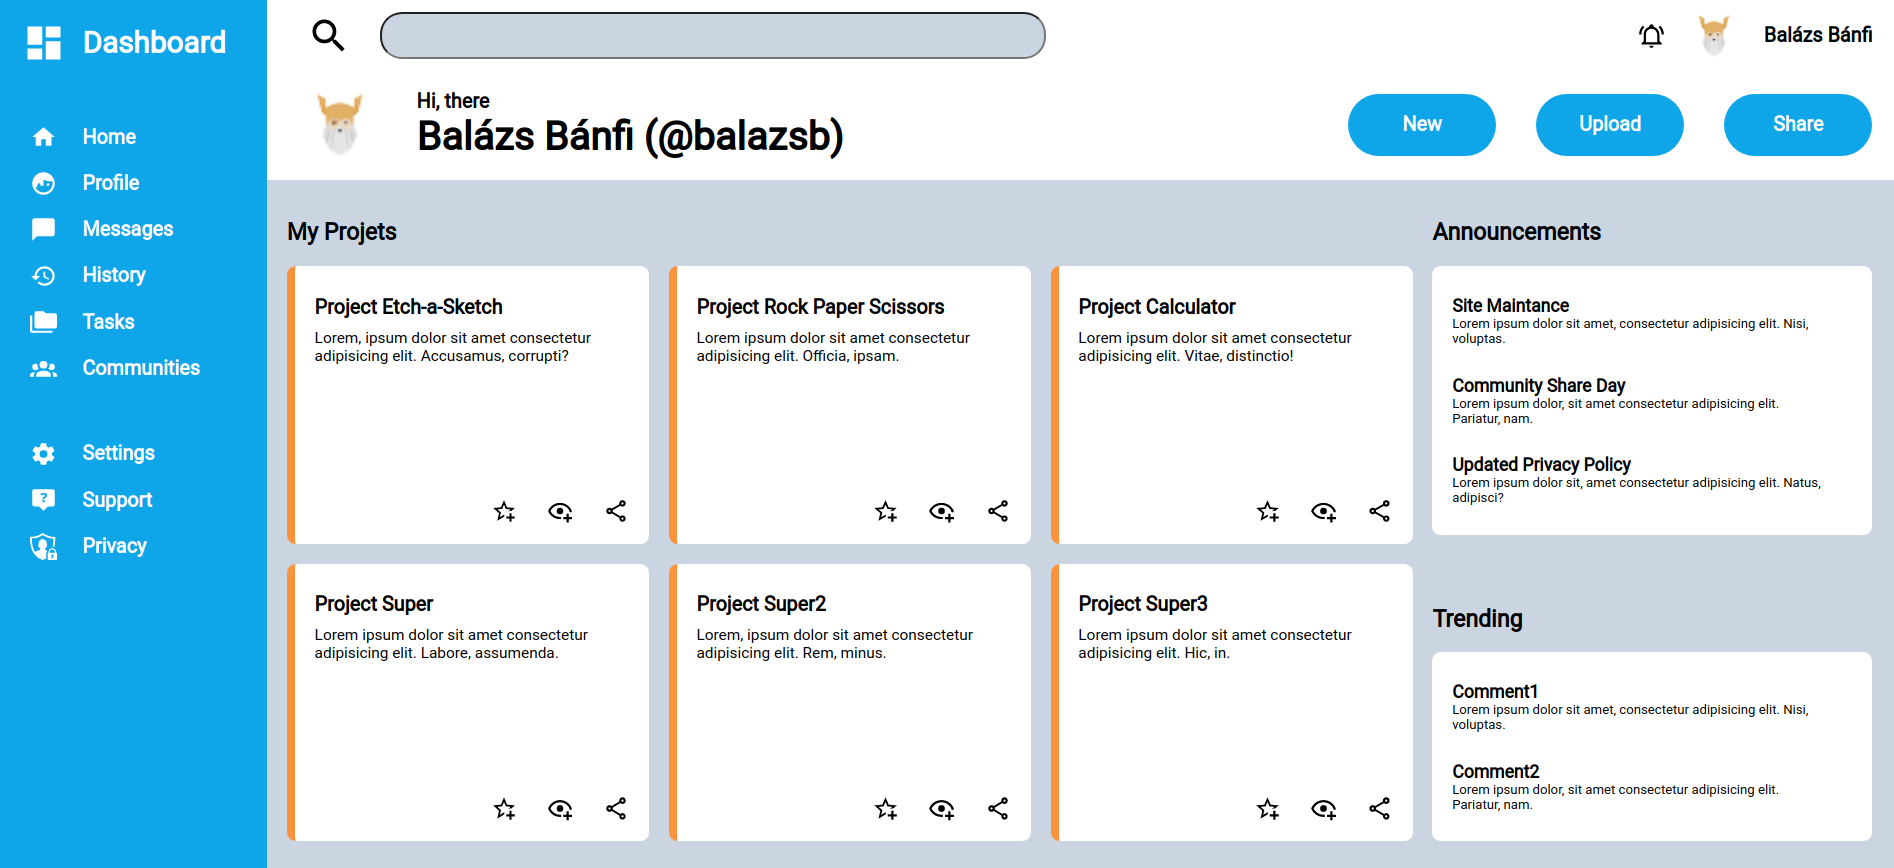 Dashboard
Home
Profile
Messages
History
Tasks
Communities
Settings
Support
Privacy
Balázs Bánfi
Hi, there
Balázs Bánfi (@balazsb)
New
Upload
Share
My Projets
Project Etch-a-Sketch
Lorem, ipsum dolor sit amet consectetur
adipisicing elit. Accusamus, corrupti?
Project Rock Paper Scissors
Lorem ipsum dolor sit amet consectetur
adipisicing elit. Officia, ipsam.
Project Calculator
Lorem ipsum dolor sit amet consectetur
adipisicing elit. Vitae, distinctio!
Project Super
Lorem ipsum dolor sit amet consectetur
adipisicing elit. Labore, assumenda.
Project Super2
Lorem, ipsum dolor sit amet consectetur
adipisicing elit. Rem, minus.
Project Super3
Lorem ipsum dolor sit amet consectetur
adipisicing elit. Hic, in.
Announcements
Site Maintance
Lorem ipsum dolor sit amet, consectetur adipisicing elit. Nisi,
voluptas.
Community Share Day
Lorem ipsum dolor, sit amet consectetur adipisicing elit.
Pariatur, nam.
Updated Privacy Policy
Lorem ipsum dolor sit, amet consectetur adipisicing elit. Natus,
adipisci?
Trending
Comment1
Lorem ipsum dolor sit amet, consectetur adipisicing elit. Nisi,
voluptas.
Comment2
Lorem ipsum dolor, sit amet consectetur adipisicing elit.
Pariatur, nam.